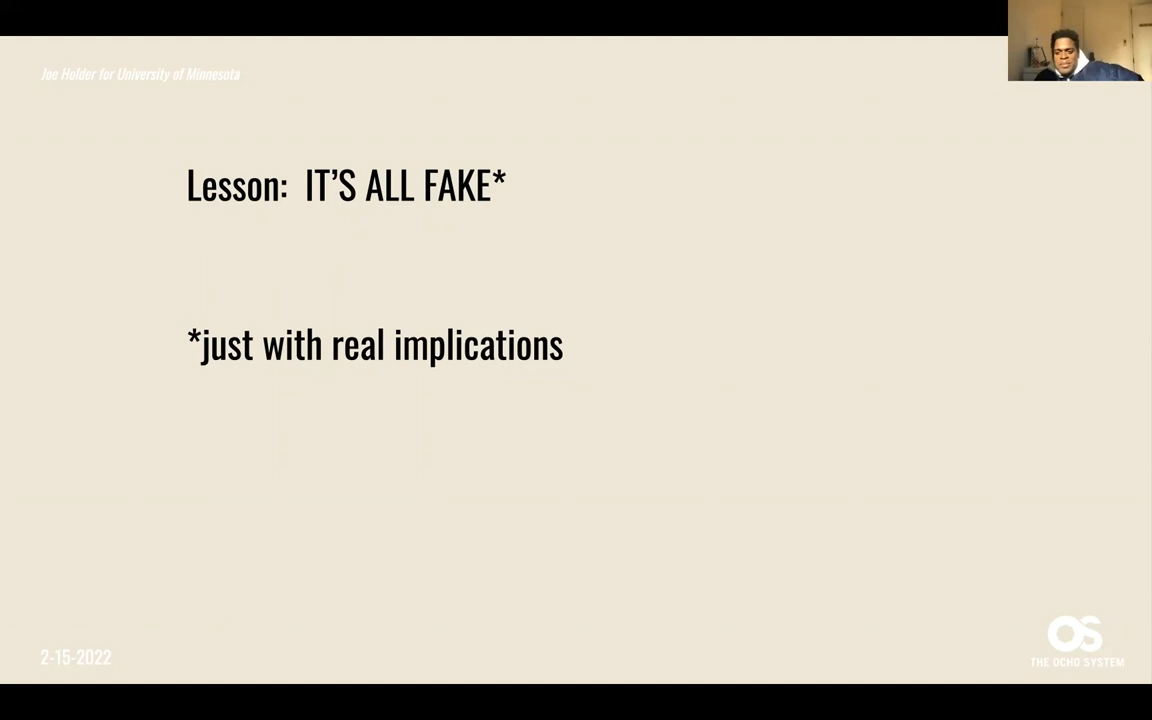 Joe Holder for University of Minnesota
Lesson:  IT’S ALL FAKE*
*just with real implications
2-15-2022
OS
THE OCHO SYSTEM